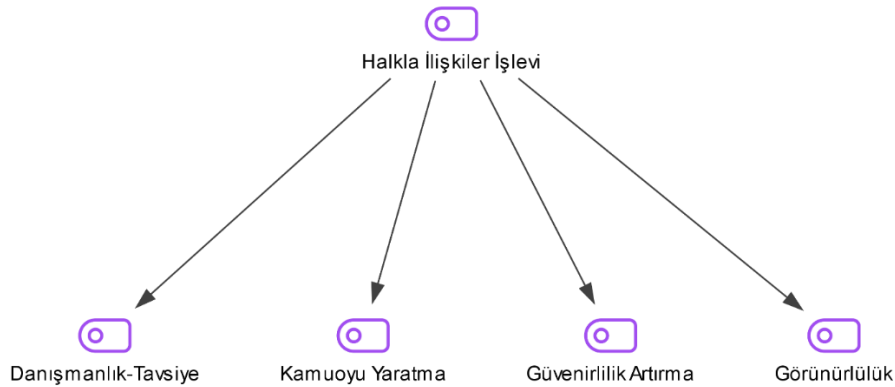 Halkla İlişkiler İşlevi
Danışmanlık-Tavsiye
Kamuoyu Yaratma
Güvenirlilik Artırma
Görünürlülük